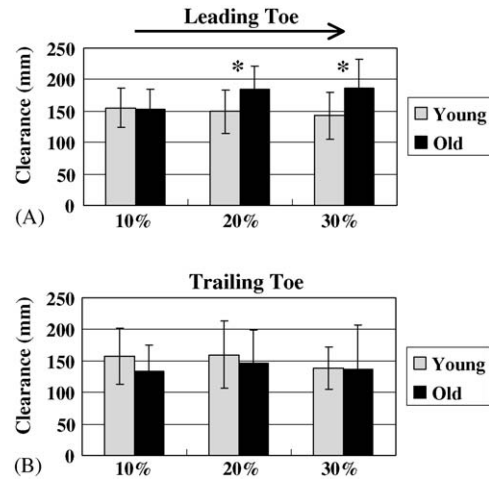 Leading Toe
250
*
*
200
150
100
50
0
Clearance (mm)
Young
Old
(A)
10%
20%
30%
Trailing Toe
250
200
150
100
50
0
Clearance (mm)
Young
Old
(B)
10%
20%
30%